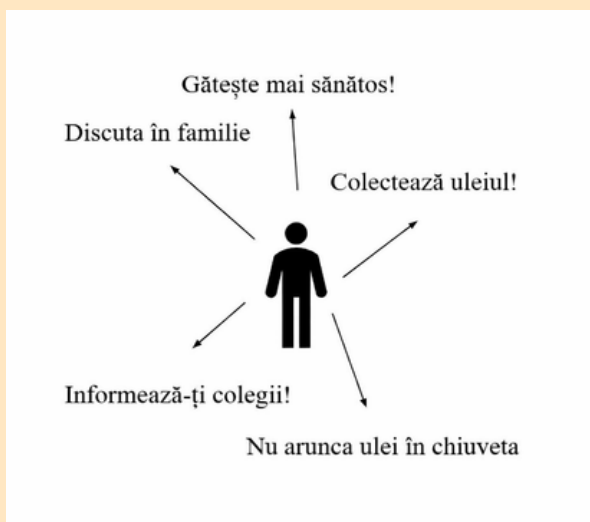 Gătește mai sănătos!
Discuta în familie
Colectează uleiul!
Informează-ți colegii!
Nu arunca ulei în chiuveta